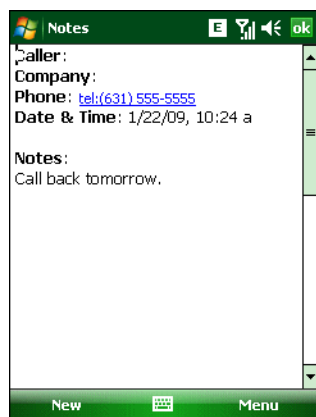 Notes
E
ok
Caller:
Company:
Phone: tel:(631) 555-5555
Date & Time: 1/22/09, 10:24 a
Notes:
Call back tomorrow.
New
Menu